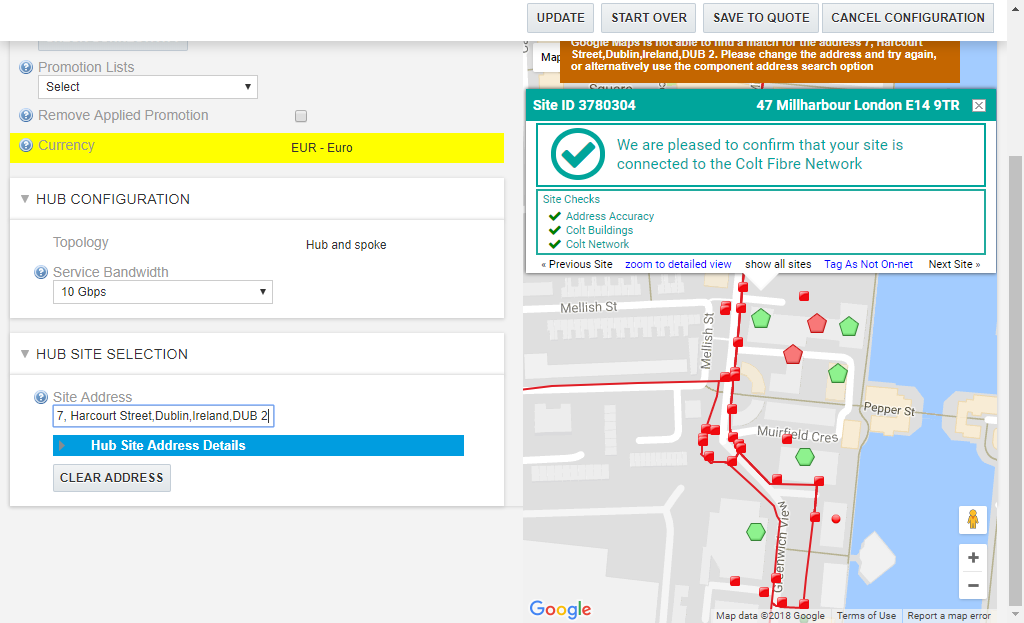 UPDATE
START OVER
SAVE TO QUOTE
CANCEL CONFIGURATION
Promotion Lists
Select
Remove Applied Promotion
Currency
EUR - Euro
HUB CONFIGURATION
Topology
Hub and spoke
Service Bandwidth
10 Gbps
HUB SITE SELECTION
Site Address
7, Harcourt Street,Dublin,Ireland,DUB 2
Hub Site Address Details
CLEAR ADDRESS
Map
Google Maps is not able to find a match for the address 7, Harcourt
Street,Dublin,Ireland,DUB 2. Please change the address and try again,
or alternatively use the component address search option
Square
Site ID 3780304
47 Millharbour London E14 9TR
We are pleased to confirm that your site is
connected to the Colt Fibre Network
Site Checks
Address Accuracy
Colt Buildings
Colt Network
« Previous Site
zoom to detailed view
show all sites
Tag As Not On-net
Next Site »
Mellish St
Mellish St
Pepper St
Muirfield Cres
Greenwich View
Google
Map data ©2018 Google
Terms of Use
Report a map error